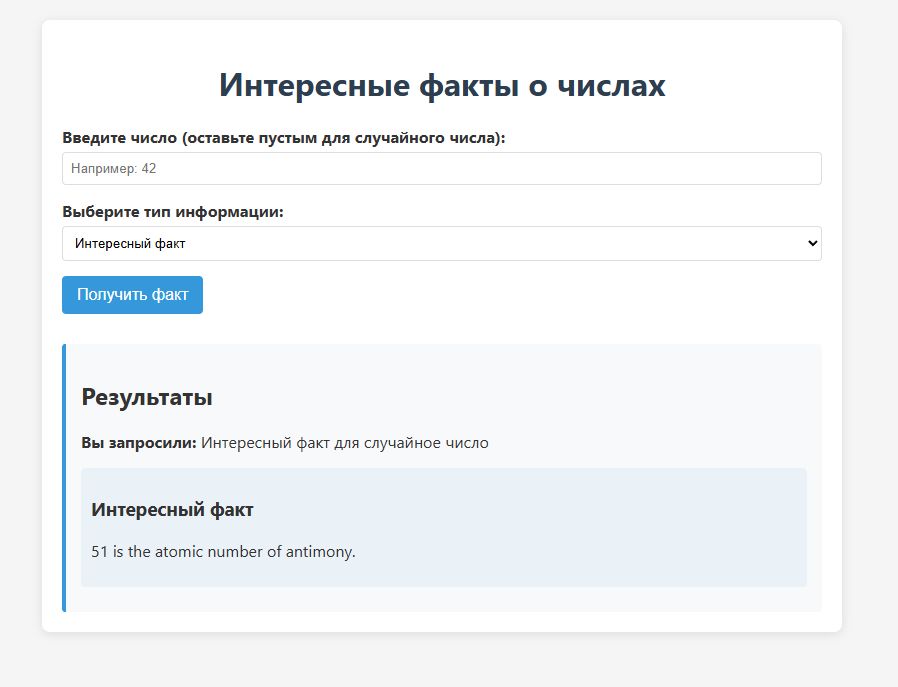 Интересные факты о числах
Введите число (оставьте пустым для случайного числа):
Например: 42
Выберите тип информации:
Интересный факт
Получить факт
Результаты
Вы запросили: Интересный факт для случайное число
Интересный факт
51 is the atomic number of antimony.